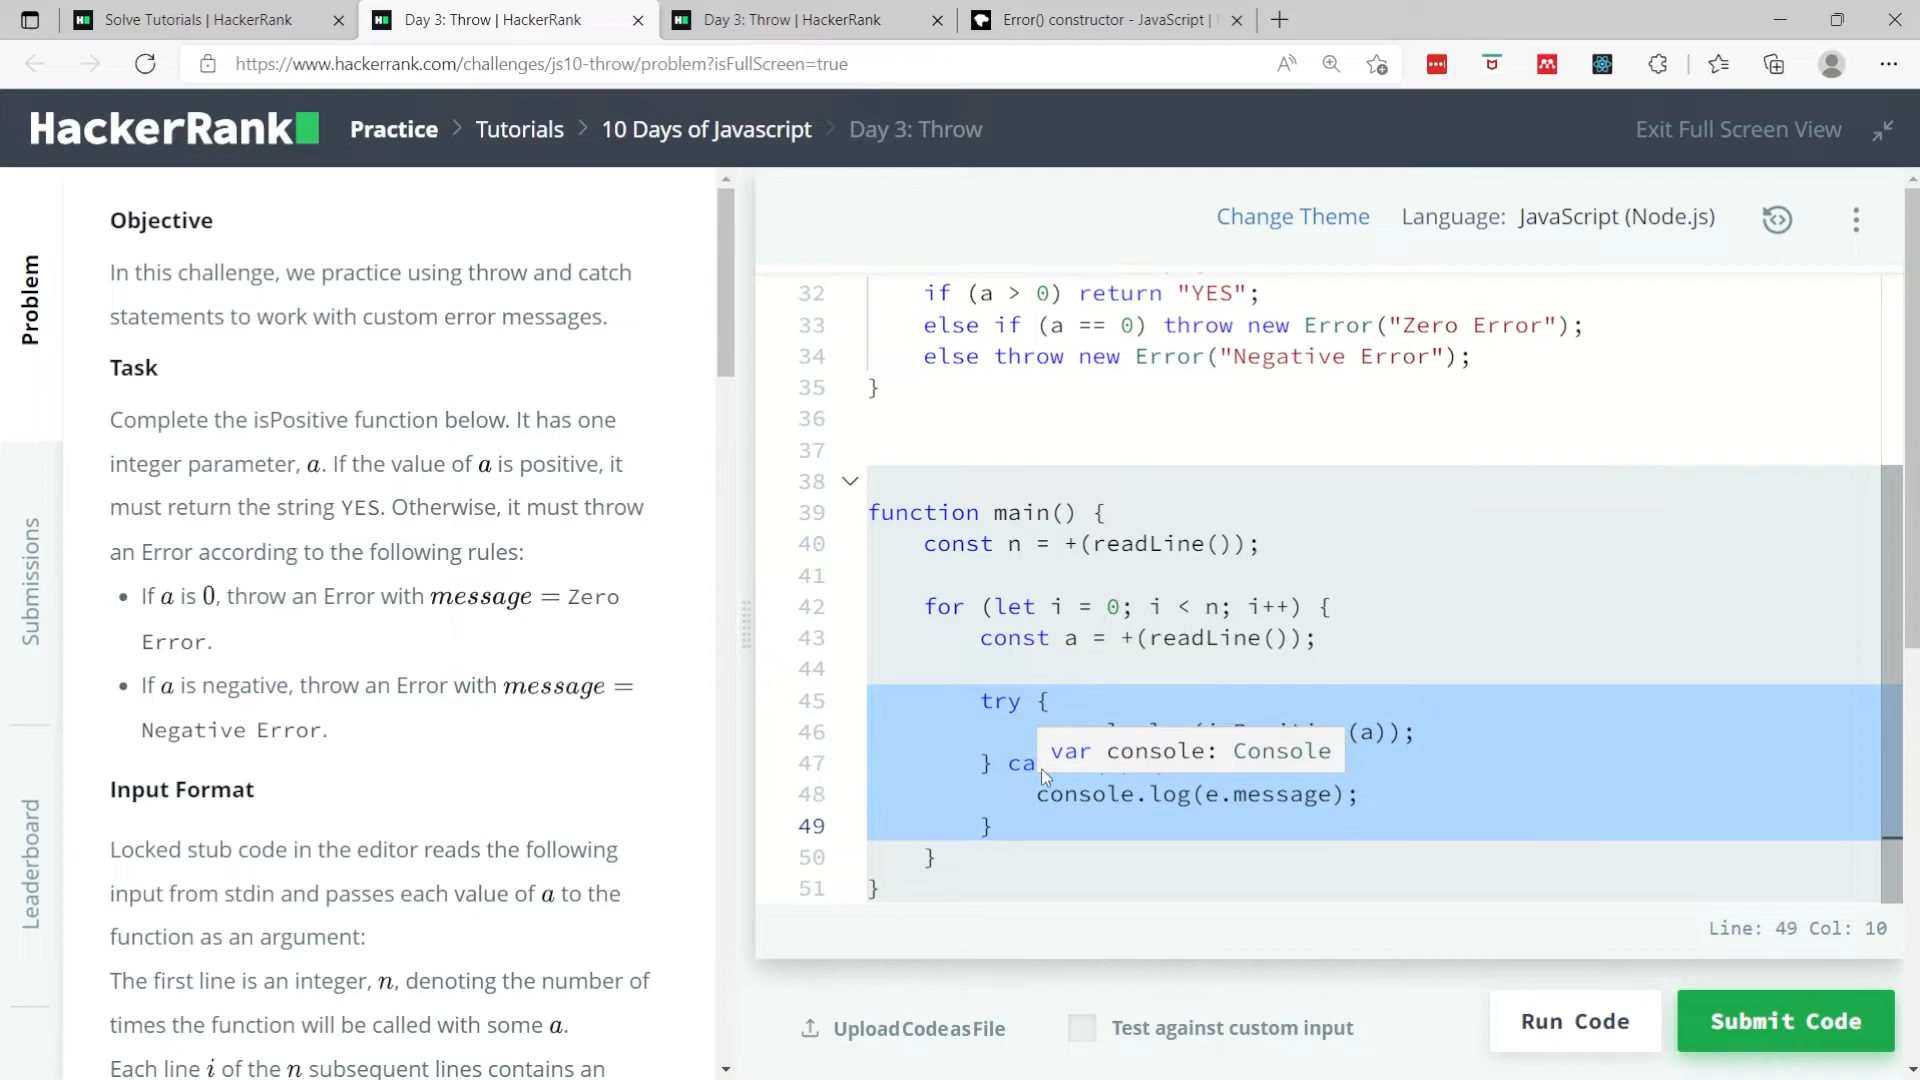 Solve Tutorials | HackerRank
Day 3: Throw | HackerRank
Day 3: Throw | HackerRank
Error() constructor - JavaScript |
https://www.hackerrank.com/challenges/js10-throw/problem?isFullScreen=true
HackerRank
Practice > Tutorials > 10 Days of Javascript > Day 3: Throw
Exit Full Screen View
Problem
Submissions
Leaderboard
Objective
In this challenge, we practice using throw and catch
statements to work with custom error messages.
Task
Complete the isPositive function below. It has one
integer parameter, a. If the value of a is positive, it
must return the string YES. Otherwise, it must throw
an Error according to the following rules:
• If a is 0, throw an Error with message = Zero
Error.
• If a is negative, throw an Error with message =
Negative Error.
Input Format
Locked stub code in the editor reads the following
input from stdin and passes each value of a to the
function as an argument:
The first line is an integer, n, denoting the number of
times the function will be called with some a.
Each line i of the n subsequent lines contains an
Change Theme Language: JavaScript (Node.js)
32 if (a > 0) return "YES";
33 else if (a == 0) throw new Error("Zero Error");
34 else throw new Error("Negative Error");
35 }
36
37
38
39 function main() {
40 const n = +(readLine());
41
42 for (let i = 0; i < n; i++) {
43 const a = +(readLine());
44
45 try {
46 (a));
var console: Console
47 } ca
48 console.log(e.message);
49 }
50 }
51 }
Line: 49 Col: 10
Upload Code as File
Test against custom input
Run Code
Submit Code